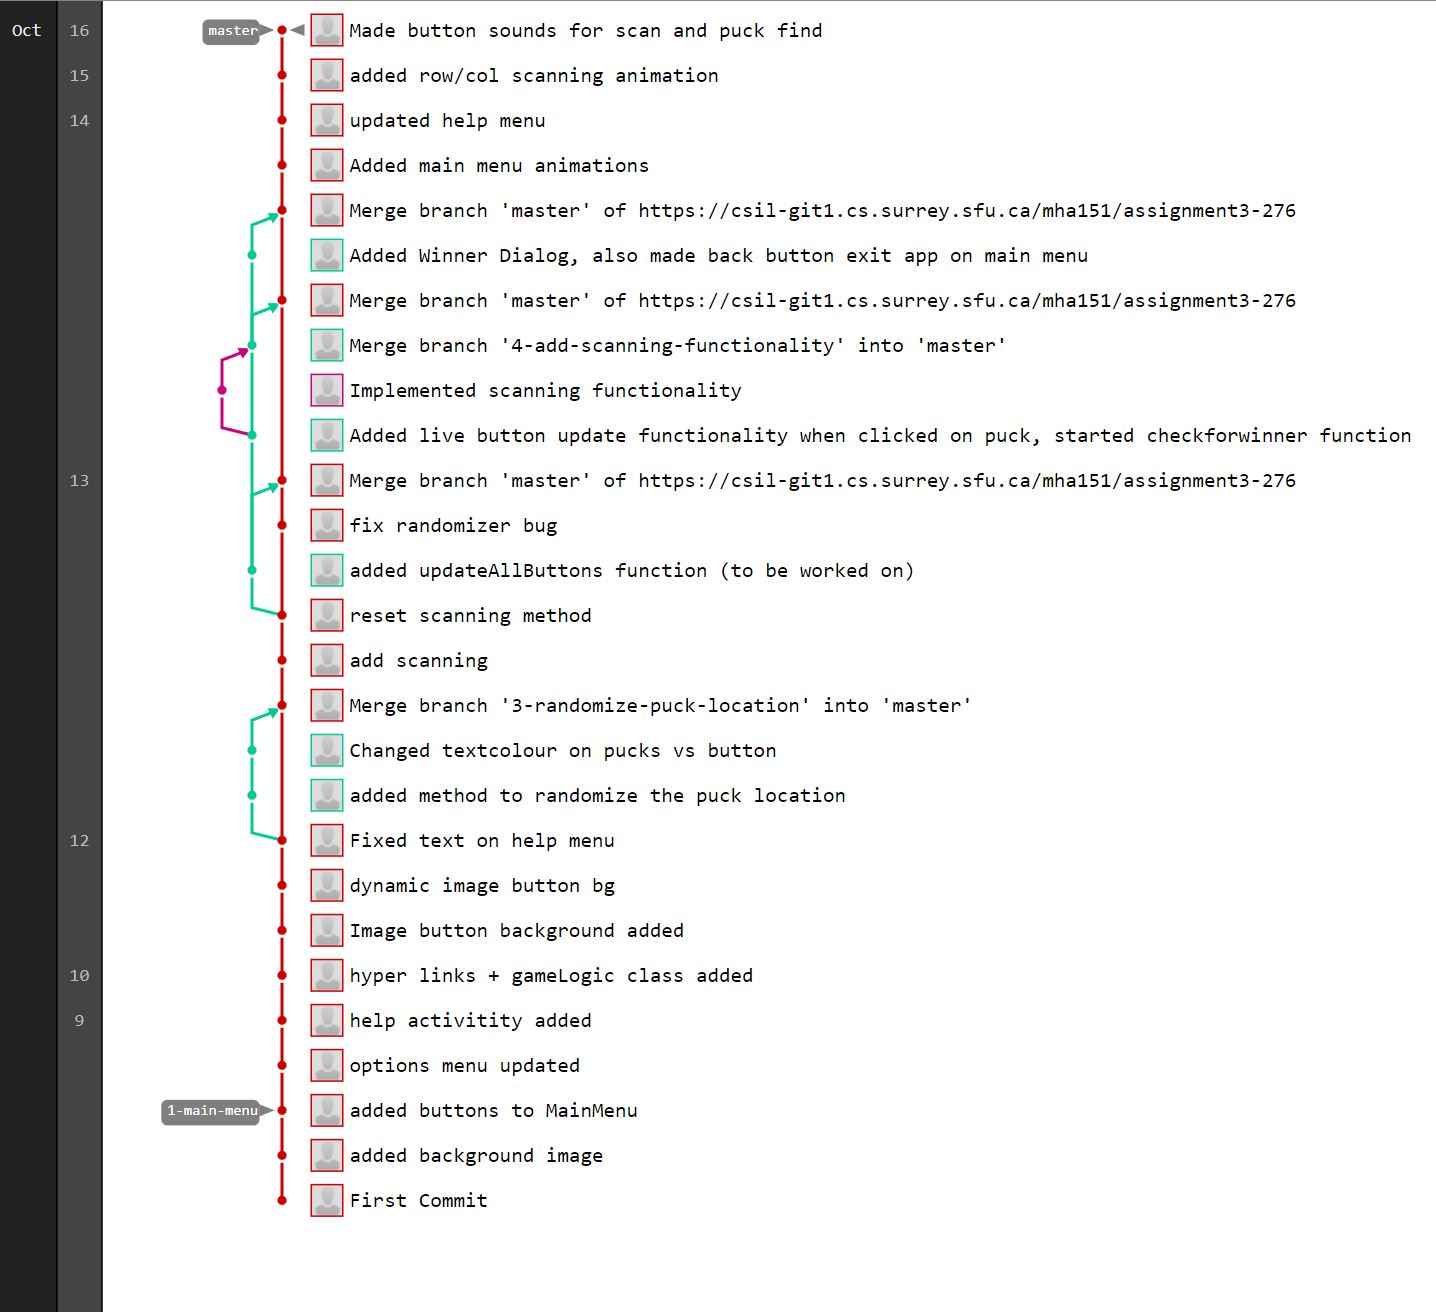 Oct 16 master Made button sounds for scan and puck find
15 added row/col scanning animation
14 updated help menu
Added main menu animations
Merge branch 'master' of https://csil-git1.cs.surrey.sfu.ca/mha151/assignment3-276
Added Winner Dialog, also made back button exit app on main menu
Merge branch 'master' of https://csil-git1.cs.surrey.sfu.ca/mha151/assignment3-276
Merge branch '4-add-scanning-functionality' into 'master'
Implemented scanning functionality
Added live button update functionality when clicked on puck, started checkforwinner function
13 Merge branch 'master' of https://csil-git1.cs.surrey.sfu.ca/mha151/assignment3-276
fix randomizer bug
added updateAllButtons function (to be worked on)
reset scanning method
add scanning
Merge branch '3-randomize-puck-location' into 'master'
Changed textcolour on pucks vs button
added method to randomize the puck location
12 Fixed text on help menu
dynamic image button bg
Image button background added
10 hyper links + gameLogic class added
9 help activitity added
options menu updated
1-main-menu added buttons to MainMenu
added background image
First Commit